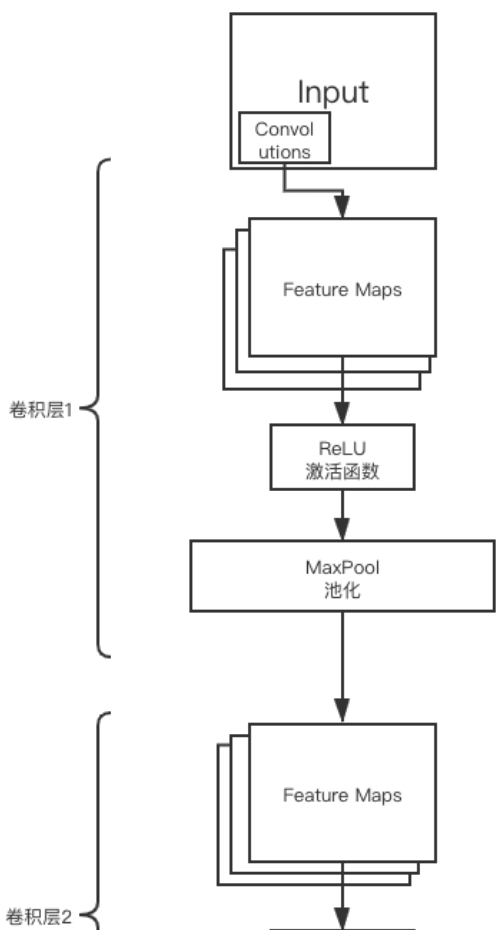 Input
Convol
utions
Feature Maps
卷积层1
ReLU
激活函数
MaxPool
池化
Feature Maps
卷积层2